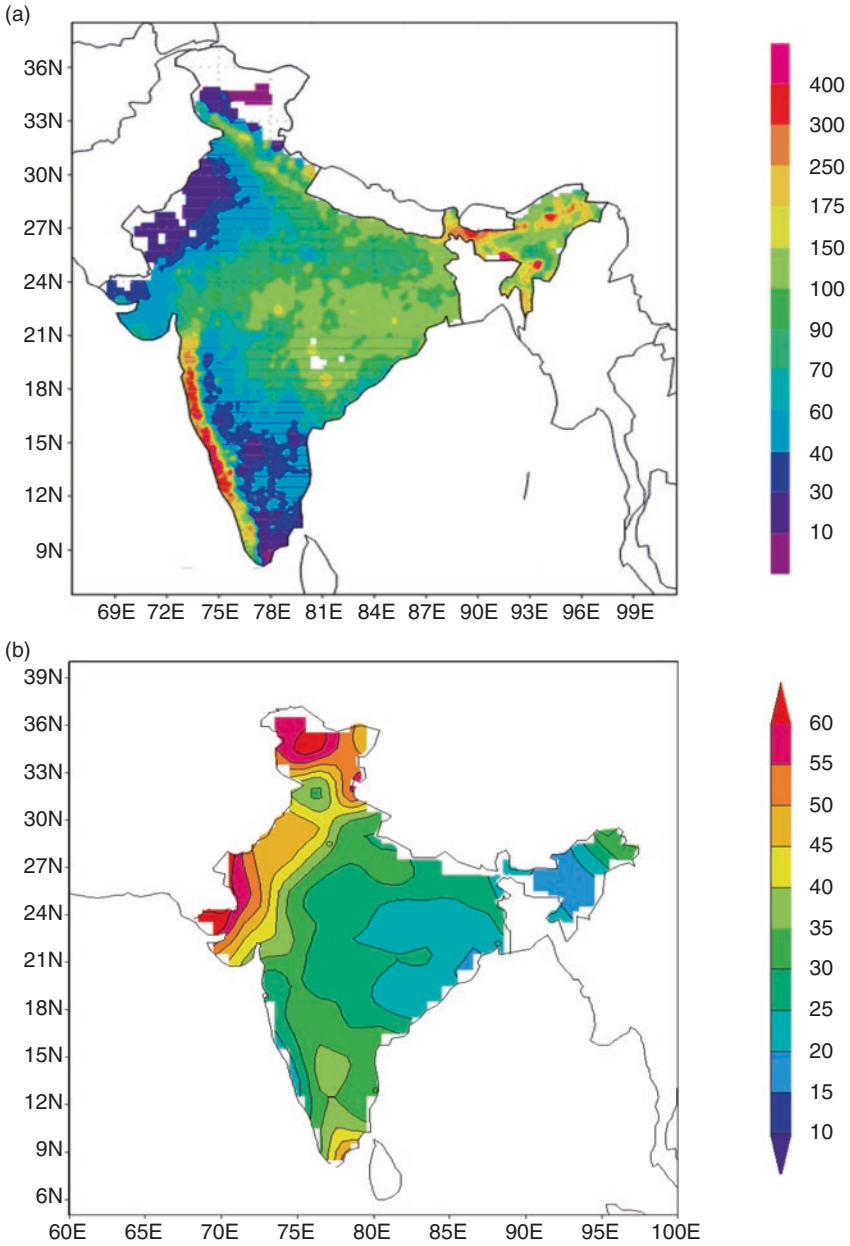 (a)
36N
33N
30N
27N
24N
21N
18N
15N
12N
9N
69E 72E 75E 78E 81E 84E 87E 90E 93E 96E 99E
400
300
250
175
150
100
90
70
60
40
30
10
(b)
39N
36N
33N
30N
27N
24N
21N
18N
15N
12N
9N
6N
60E 65E 70E 75E 80E 85E 90E 95E 100E
60
55
50
45
40
35
30
25
20
15
10